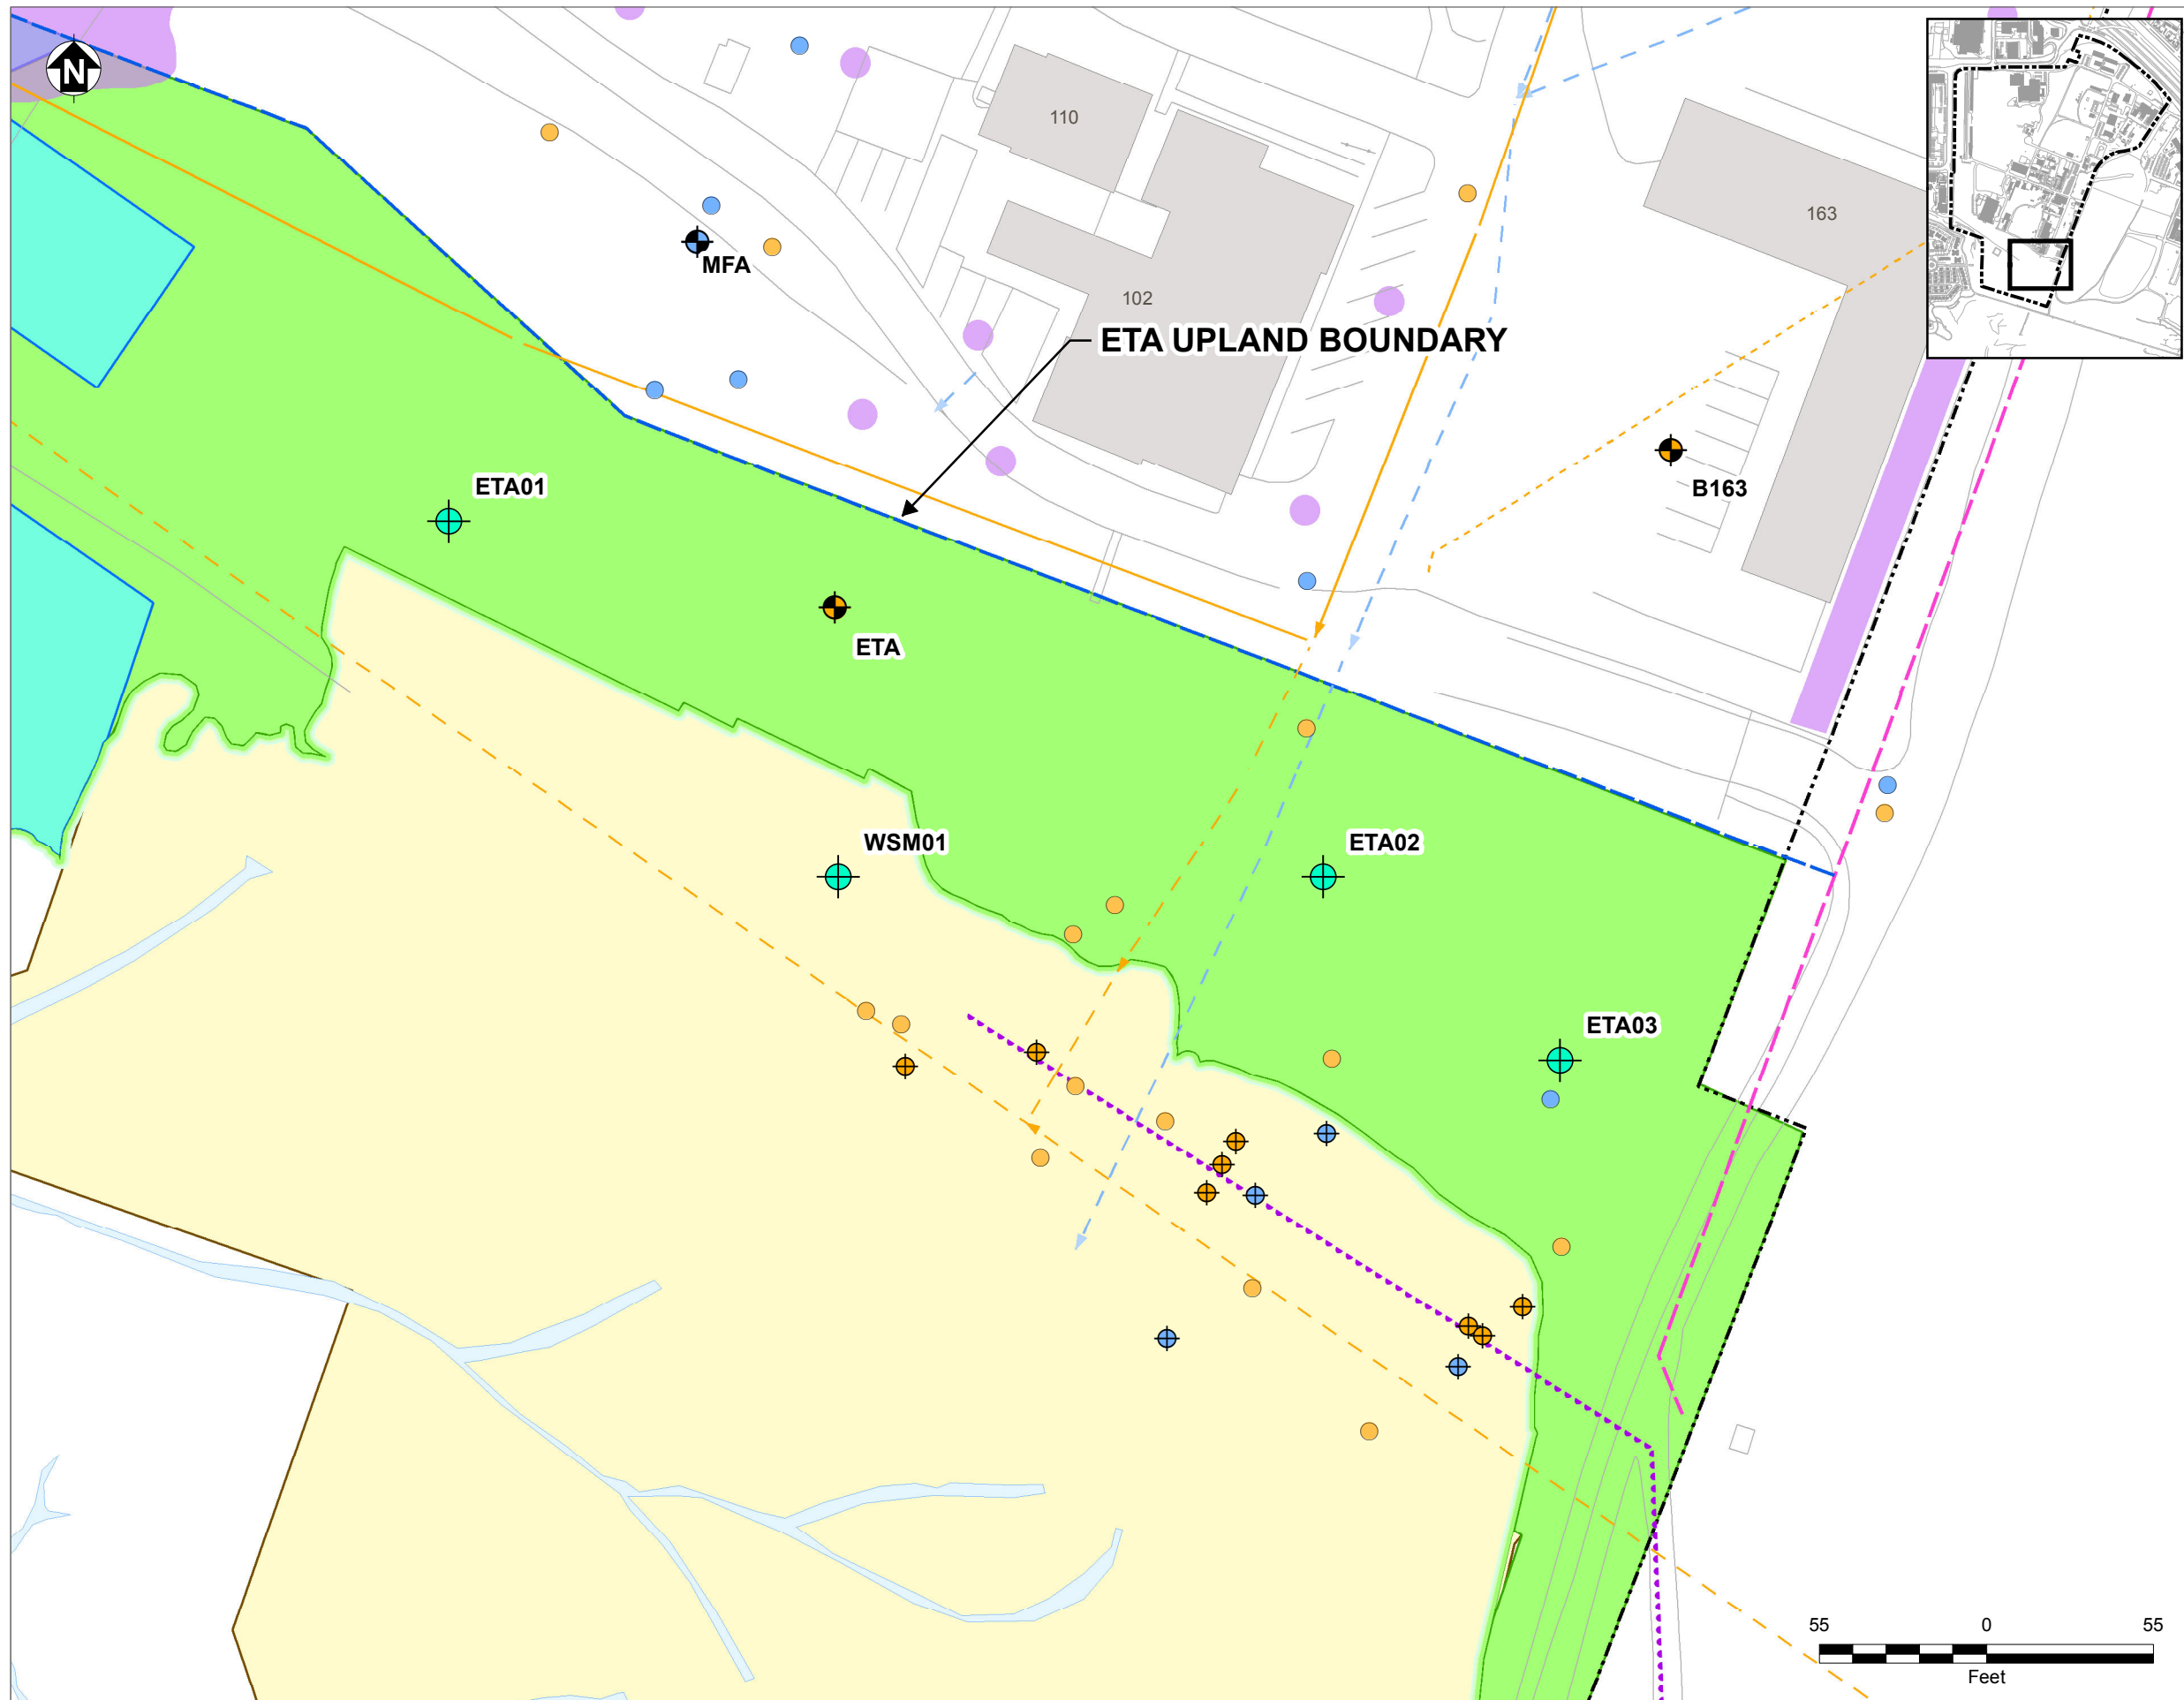 N
110
163
MFA
102
ETA UPLAND BOUNDARY
ETA01
B163
ETA
WSM01
ETA02
ETA03
55 0 55
Feet